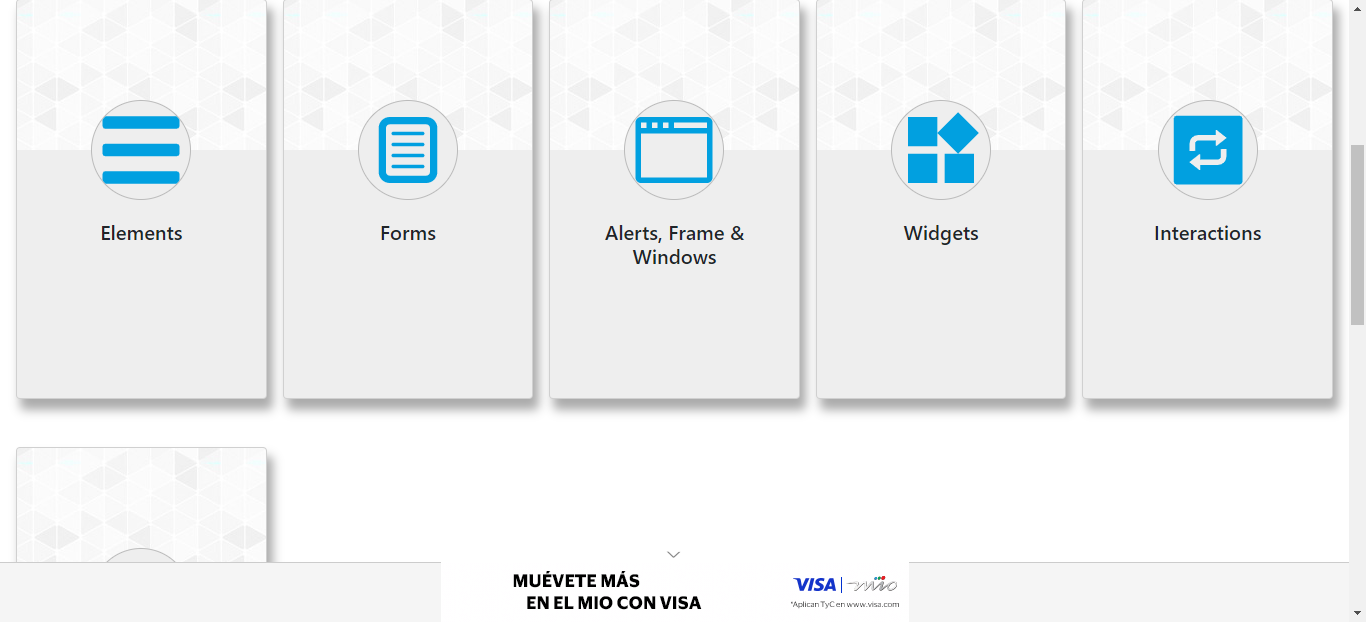 Elements
Forms
Alerts, Frame &
Windows
Widgets
Interactions
MUÉVETE MÁS
EN EL MIO CON VISA
VISA | mio
*Aplican TyC en www.visa.com